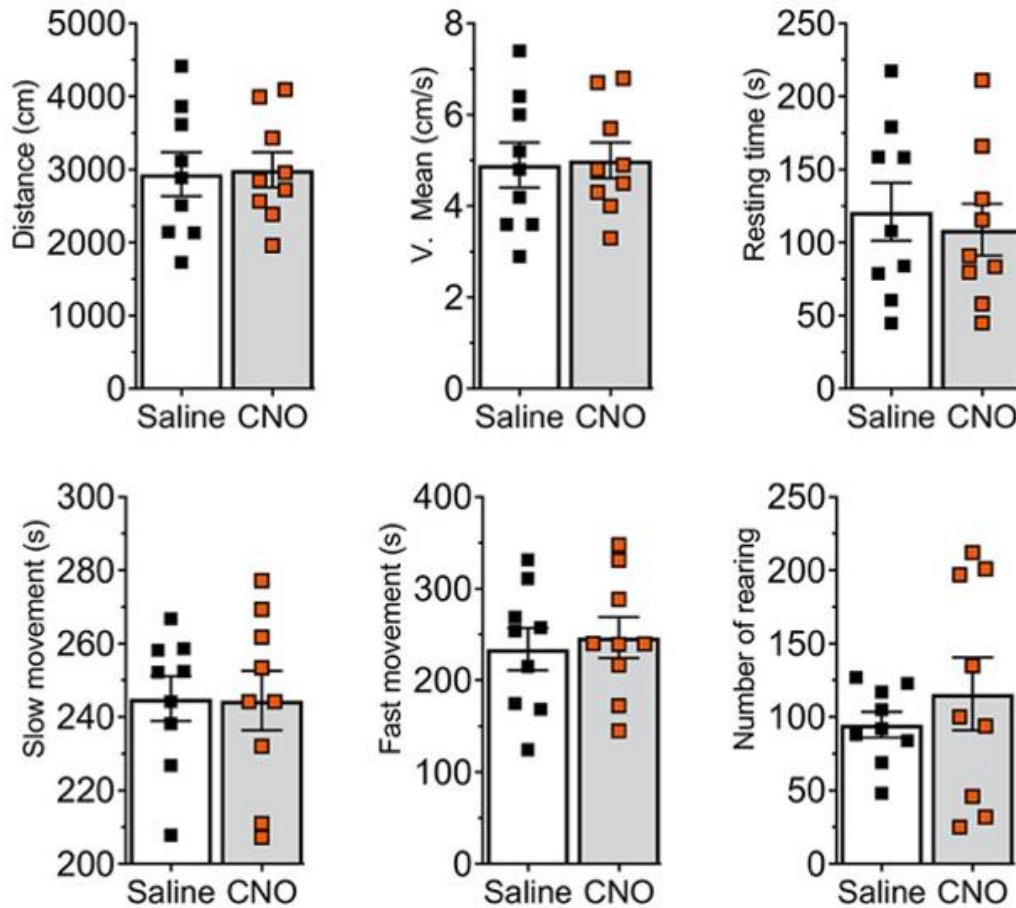 Distance (cm)
5000
4000
3000
2000
1000
0
Saline CNO
V. Mean (cm/s)
8
6
4
2
0
Saline CNO
Resting time (s)
250
200
150
100
50
0
Saline CNO
Slow movement (s)
300
280
260
240
220
200
Saline CNO
Fast movement (s)
400
300
200
100
0
Saline CNO
Number of rearing
250
200
150
100
50
0
Saline CNO